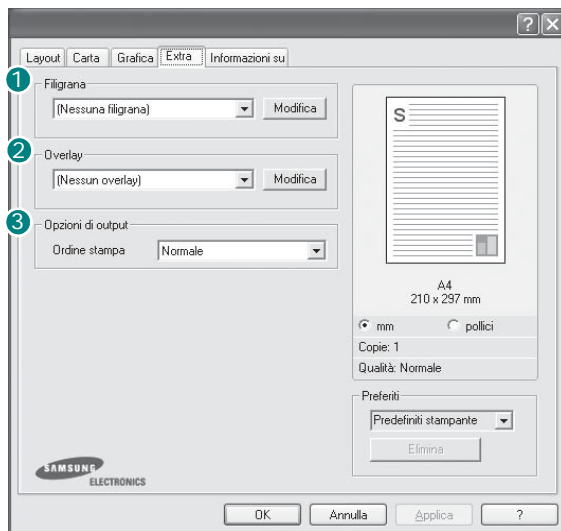 ? X
Layout Carta Grafica Extra Informazioni su
1
Filigrana
(Nessuna filigrana) Modifica
2
Overlay
(Nessun overlay) Modifica
3
Opzioni di output
Ordine stampa Normale
S
A4
210 x 297 mm
mm pollici
Copie: 1
Qualità: Normale
Preferiti
Predefiniti stampante
Elimina
SAMSUNG
ELECTRONICS
OK Annulla Applica ?